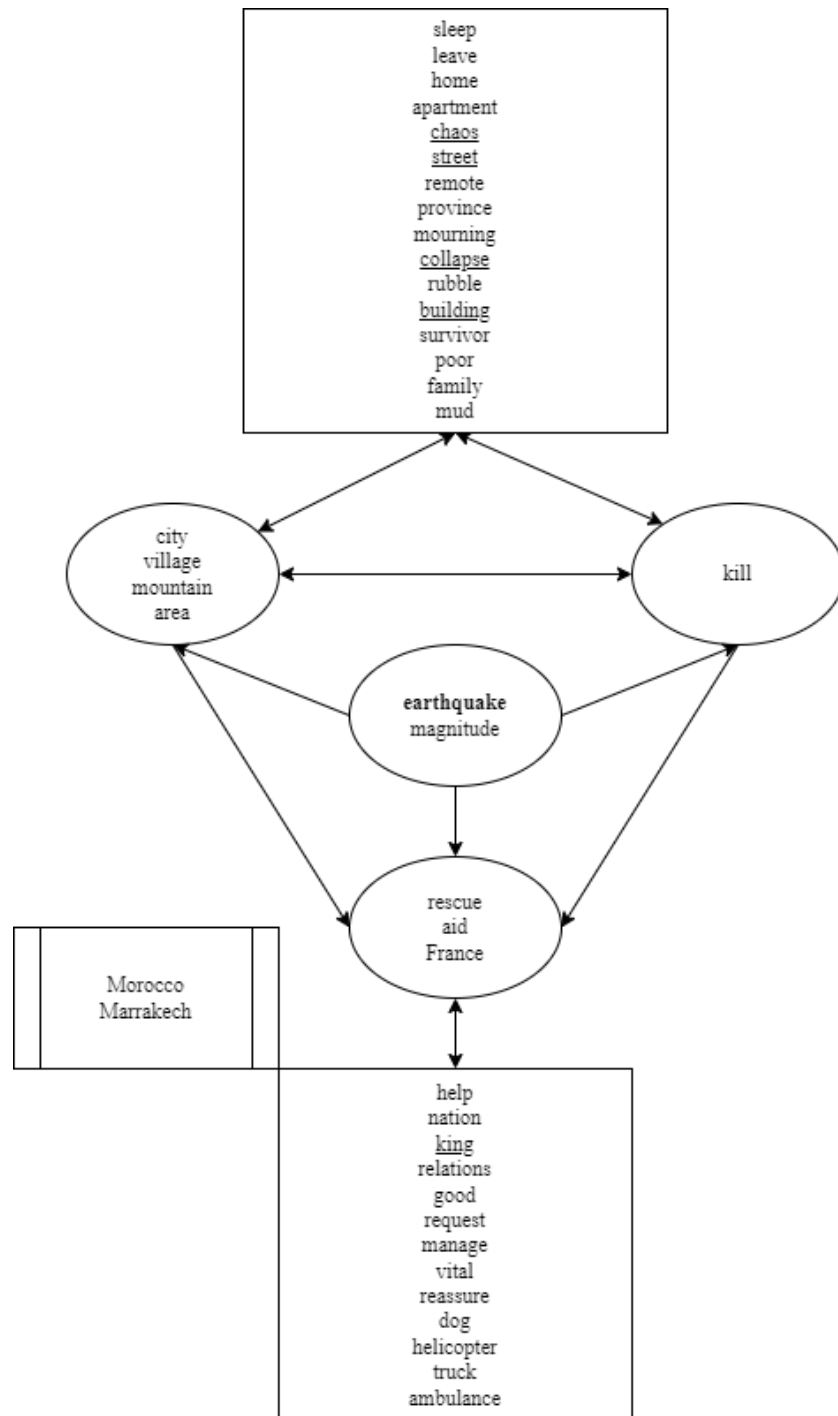 sleep
leave
home
apartment
chaos
street
remote
province
mourning
collapse
rubble
building
survivor
poor
family
mud
city
village
mountain
area
kill
earthquake
magnitude
rescue
aid
France
Morocco
Marrakech
help
nation
king
relations
good
request
manage
vital
reassure
dog
helicopter
truck
ambulance